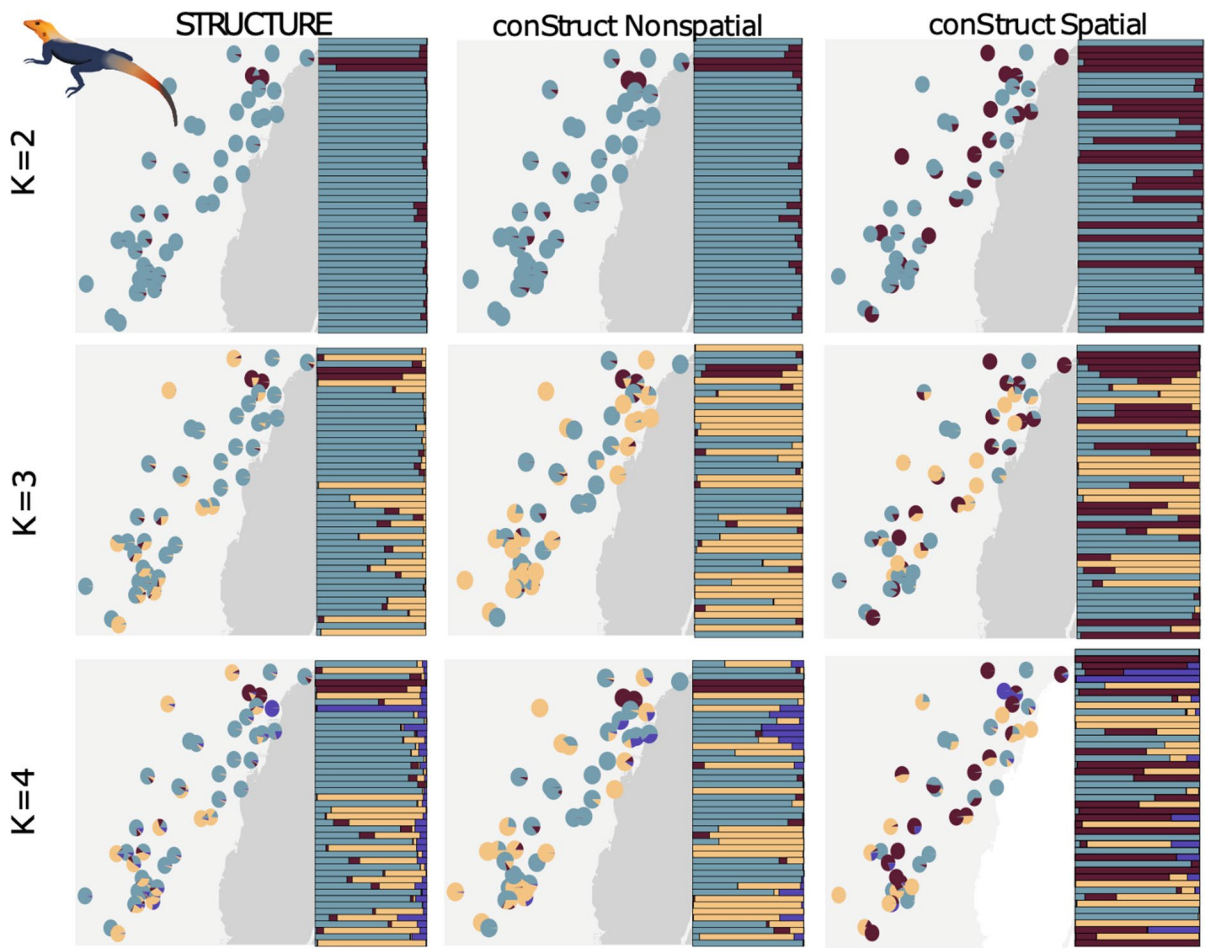 STRUCTURE
conStruct Nonspatial
conStruct Spatial
K=2
K=3
K=4